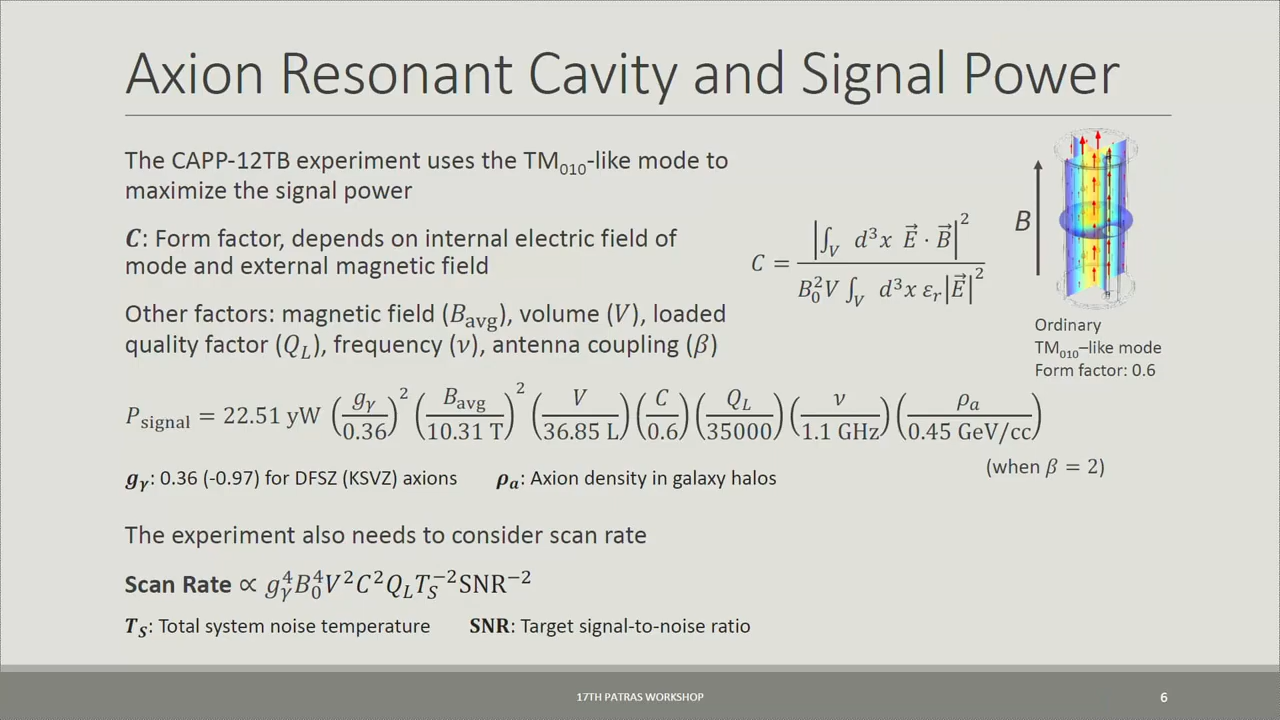 Axion Resonant Cavity and Signal Power
The CAPP-12TB experiment uses the TM₀₁₀-like mode to
maximize the signal power
C: Form factor, depends on internal electric field of
mode and external magnetic field
Other factors: magnetic field (B_avg), volume (V), loaded
quality factor (Q_L), frequency (ν), antenna coupling (β)
C = |∫_V d³x E⃗ · B⃗|² / (B₀² V ∫_V d³x ε_r|E⃗|²)
B
Ordinary
TM₀₁₀–like mode
Form factor: 0.6
P_signal = 22.51 yW (g_γ/0.36)² (B_avg/10.31 T)² (V/36.85 L) (C/0.6) (Q_L/35000) (ν/1.1 GHz) (ρ_a/0.45 GeV/cc)
(when β = 2)
g_γ: 0.36 (-0.97) for DFSZ (KSVZ) axions ρ_a: Axion density in galaxy halos
The experiment also needs to consider scan rate
Scan Rate ∝ g_γ⁴B₀⁴V²C²Q_L T_S⁻²SNR⁻²
T_S: Total system noise temperature SNR: Target signal-to-noise ratio
17TH PATRAS WORKSHOP
6